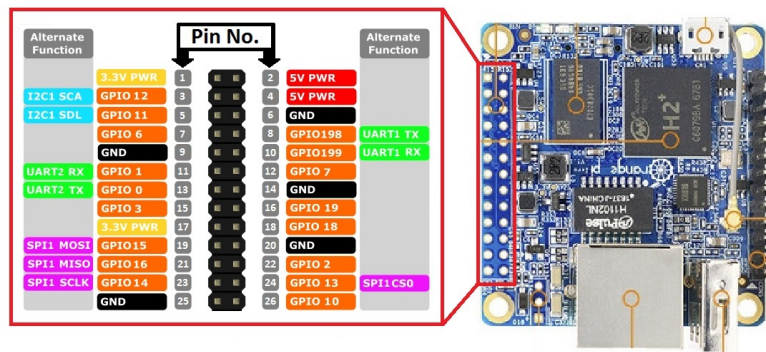 Alternate
Function
Pin No.
Alternate
Function
3.3V PWR 1 2 5V PWR
I2C1 SCA GPIO 12 3 4 5V PWR
I2C1 SDL GPIO 11 5 6 GND
GPIO 6 7 8 GPIO198 UART1 TX
GND 9 10 GPIO199 UART1 RX
UART2 RX GPIO 1 11 12 GPIO 7
UART2 TX GPIO 0 13 14 GND
GPIO 3 15 16 GPIO 19
3.3V PWR 17 18 GPIO 18
SPI1 MOSI GPIO15 19 20 GND
SPI1 MISO GPIO16 21 22 GPIO 2
SPI1 SCLK GPIO14 23 24 GPIO 13 SPI1CS0
GND 25 26 GPIO 10
H2+
range pi
Pulse
H1102NL